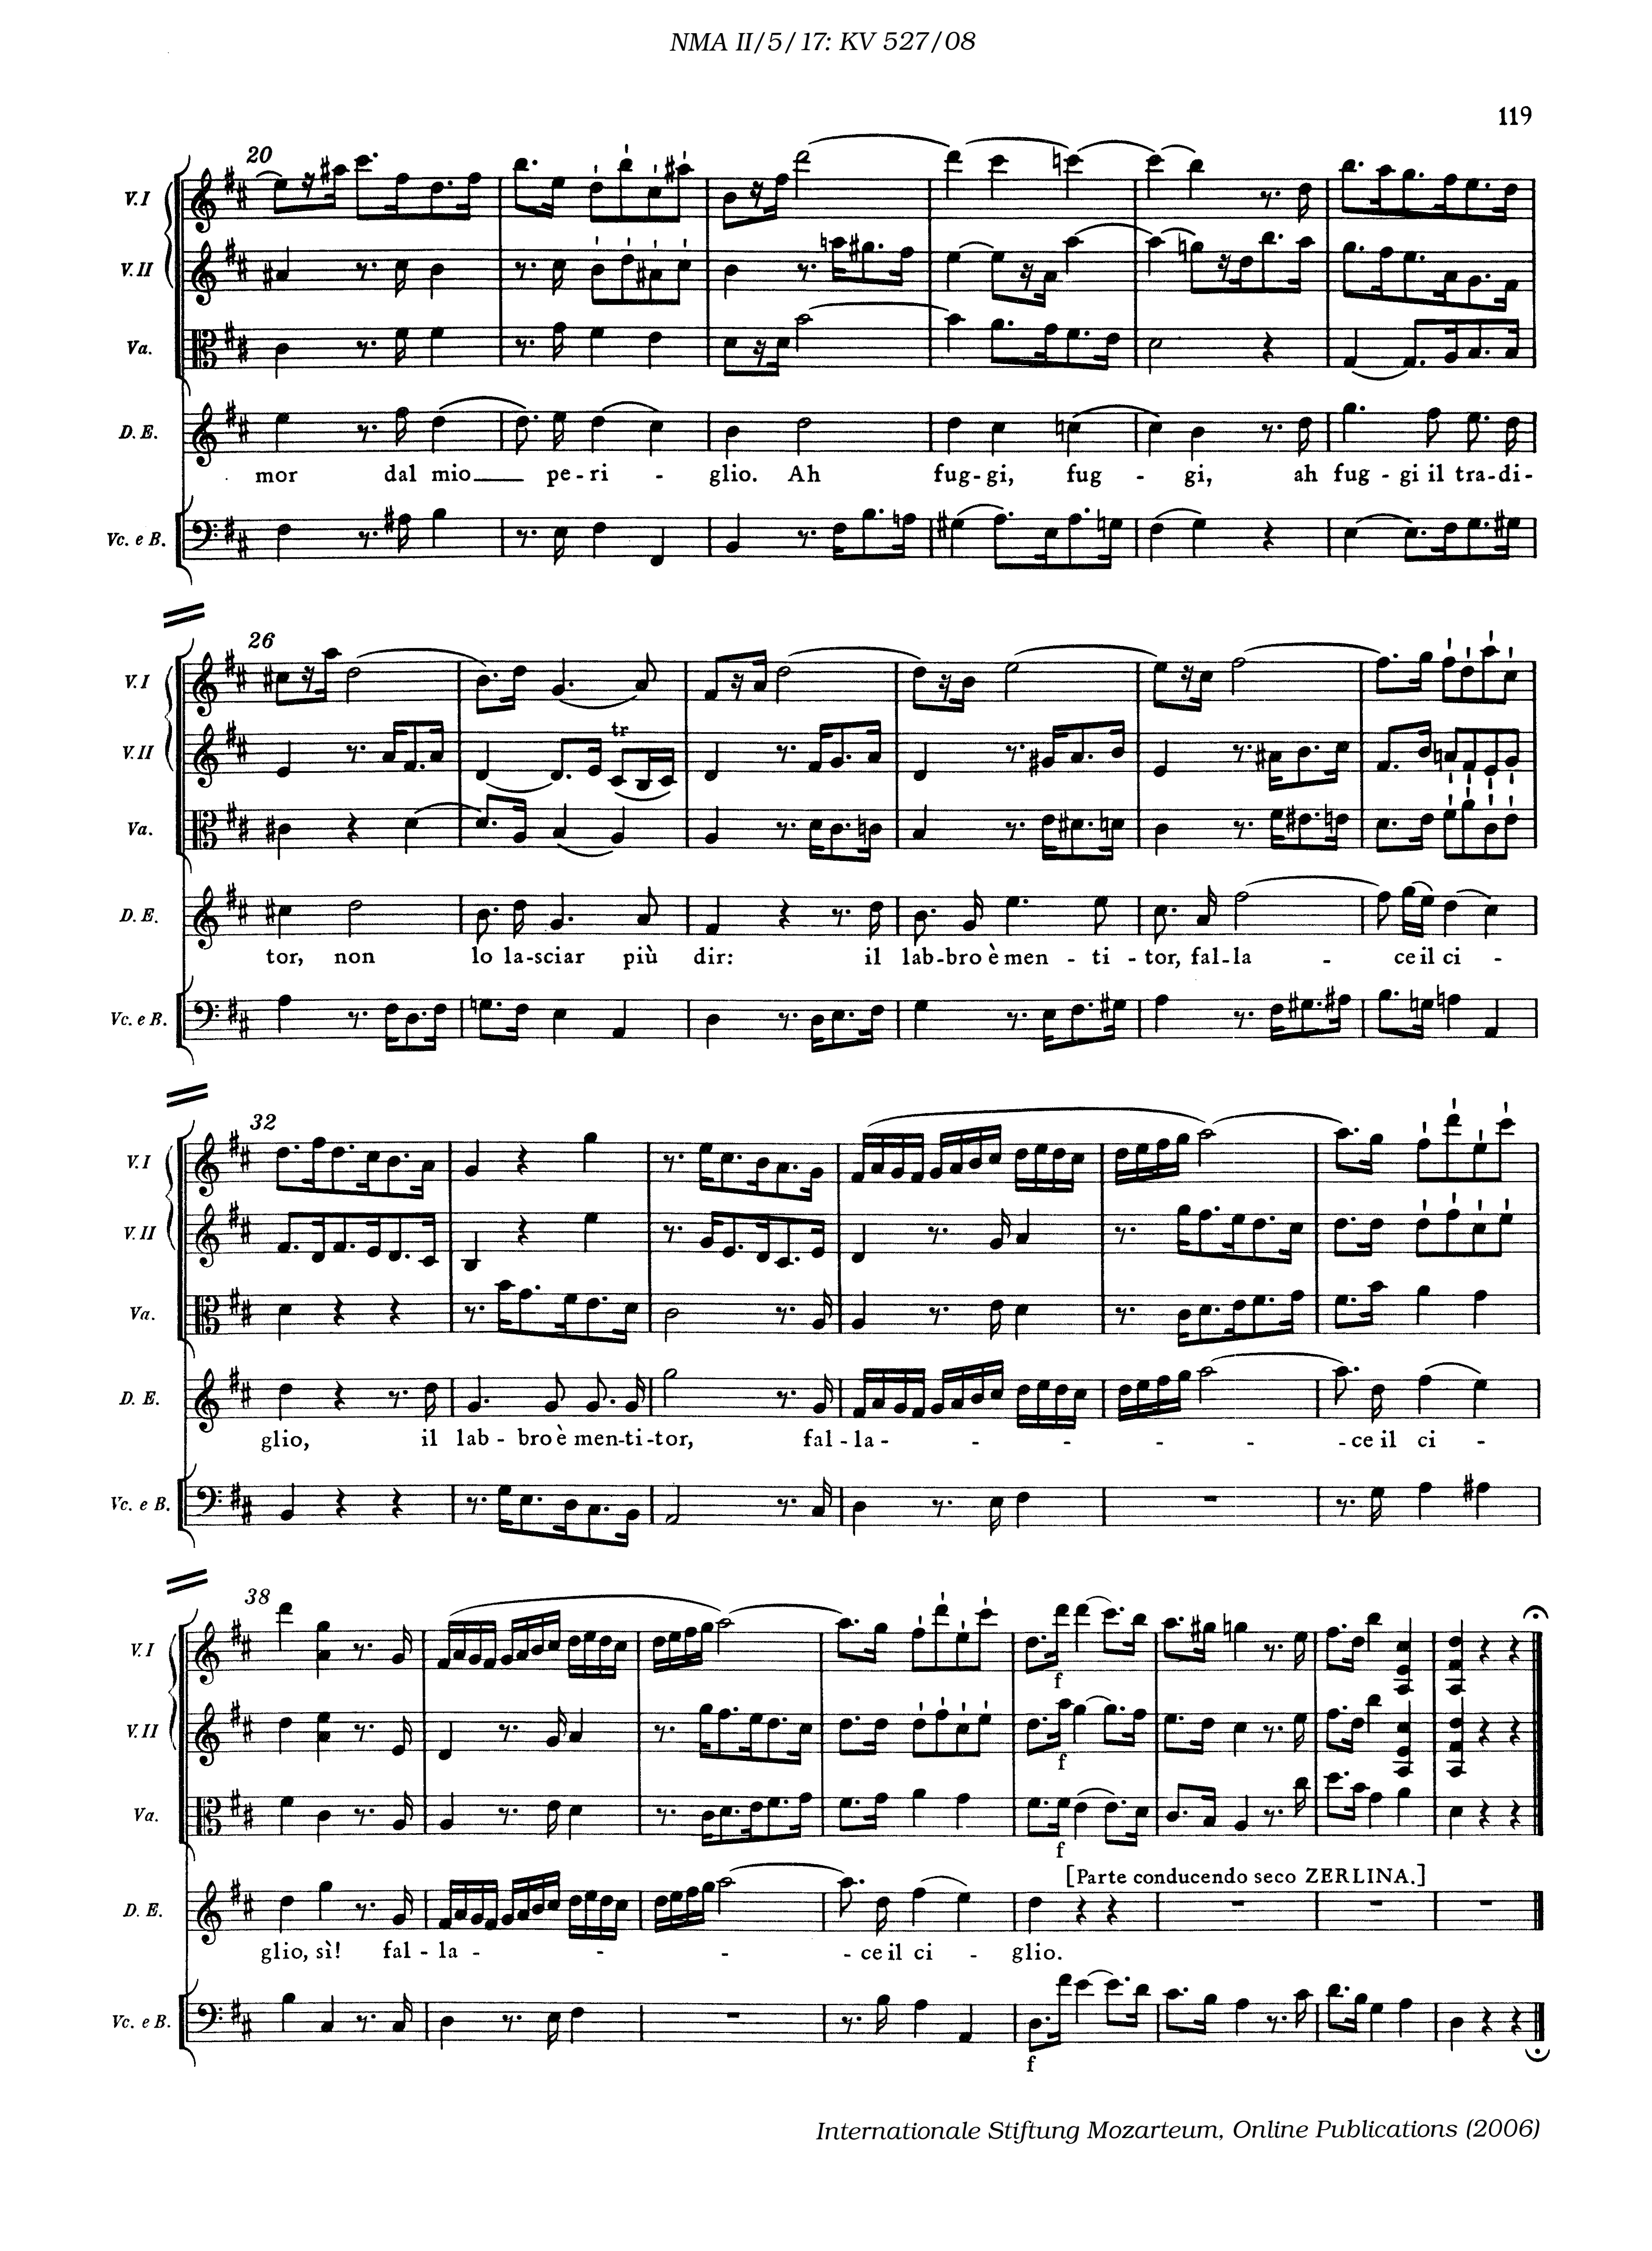 NMA II/5/17: KV 527/08
119
20
V. I
V. II
Va.
D. E.
mor dal mio pe-ri - glio. Ah fug-gi, fug - gi, ah fug-gi il tra-di-
Vc. e B.
26
V. I
V. II
tr
Va.
D. E.
tor, non lo la-sciar più dir: il lab-bro è men - ti - tor, fal-la - ce il ci -
Vc. e B.
32
V. I
V. II
Va.
D. E.
glio, il lab - bro è men-ti-tor, fal-la - - - - - - ce il ci -
Vc. e B.
38
V. I
f
V. II
f
Va.
f
[Parte conducendo seco ZERLINA.]
D. E.
glio, sì! fal - la - - - - ce il ci - glio.
Vc. e B.
f
Internationale Stiftung Mozarteum, Online Publications (2006)